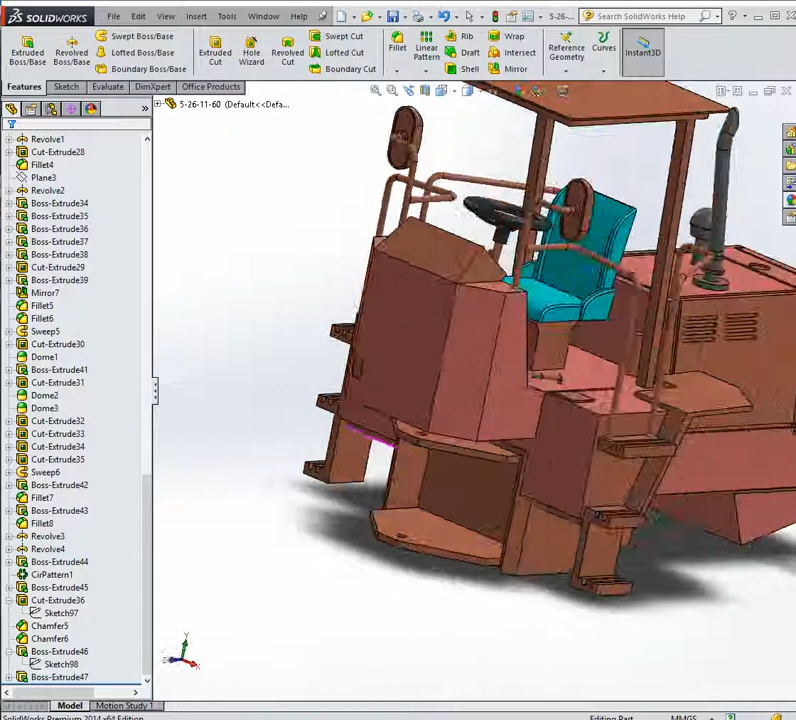 SOLIDWORKS File Edit View Insert Tools Window Help 5-26-... Search SolidWorks Help
Extruded Boss/Base
Revolved Boss/Base
Swept Boss/Base
Lofted Boss/Base
Boundary Boss/Base
Extruded Cut
Hole Wizard
Revolved Cut
Swept Cut
Lofted Cut
Boundary Cut
Fillet
Linear Pattern
Rib
Draft
Shell
Wrap
Intersect
Mirror
Reference Geometry
Curves
Instant3D
Features Sketch Evaluate DimXpert Office Products
5-26-11-60 (Default<<Defa...
Revolve1
Cut-Extrude28
Fillet4
Plane3
Revolve2
Boss-Extrude34
Boss-Extrude35
Boss-Extrude36
Boss-Extrude37
Boss-Extrude38
Cut-Extrude29
Boss-Extrude39
Mirror7
Fillet5
Fillet6
Sweep5
Cut-Extrude30
Dome1
Boss-Extrude41
Cut-Extrude31
Dome2
Dome3
Cut-Extrude32
Cut-Extrude33
Cut-Extrude34
Cut-Extrude35
Sweep6
Boss-Extrude42
Fillet7
Boss-Extrude43
Fillet8
Revolve3
Revolve4
Boss-Extrude44
CirPattern1
Boss-Extrude45
Cut-Extrude36
Sketch97
Chamfer5
Chamfer6
Boss-Extrude46
Sketch98
Boss-Extrude47
Y
X
Model Motion Study 1
SolidWorks Premium 2014 x64 Edition Editing Part MMGS